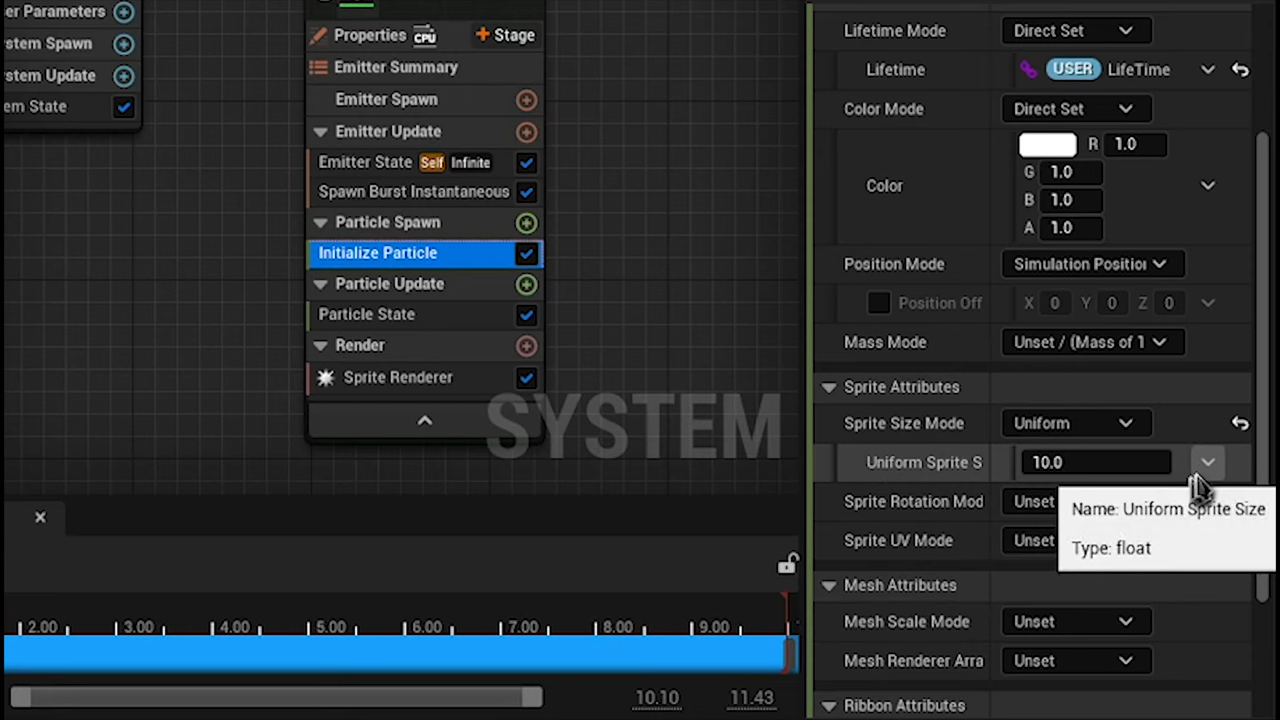 er Parameters
stem Spawn
ystem Update
em State
Properties CPU + Stage
Emitter Summary
Emitter Spawn
Emitter Update
Emitter State Self Infinite
Spawn Burst Instantaneous
Particle Spawn
Initialize Particle
Particle Update
Particle State
Render
Sprite Renderer
SYSTEM
2.00 3.00 4.00 5.00 6.00 7.00 8.00 9.00
10.10 11.43
Lifetime Mode Direct Set
Lifetime USER LifeTime
Color Mode Direct Set
R 1.0
G 1.0
Color
B 1.0
A 1.0
Position Mode Simulation Position
Position Off X 0 Y 0 Z 0
Mass Mode Unset / (Mass of 1
Sprite Attributes
Sprite Size Mode Uniform
Uniform Sprite S 10.0
Sprite Rotation Mod Unset
Name: Uniform Sprite Size
Sprite UV Mode Unset
Type: float
Mesh Attributes
Mesh Scale Mode Unset
Mesh Renderer Arra Unset
Ribbon Attributes